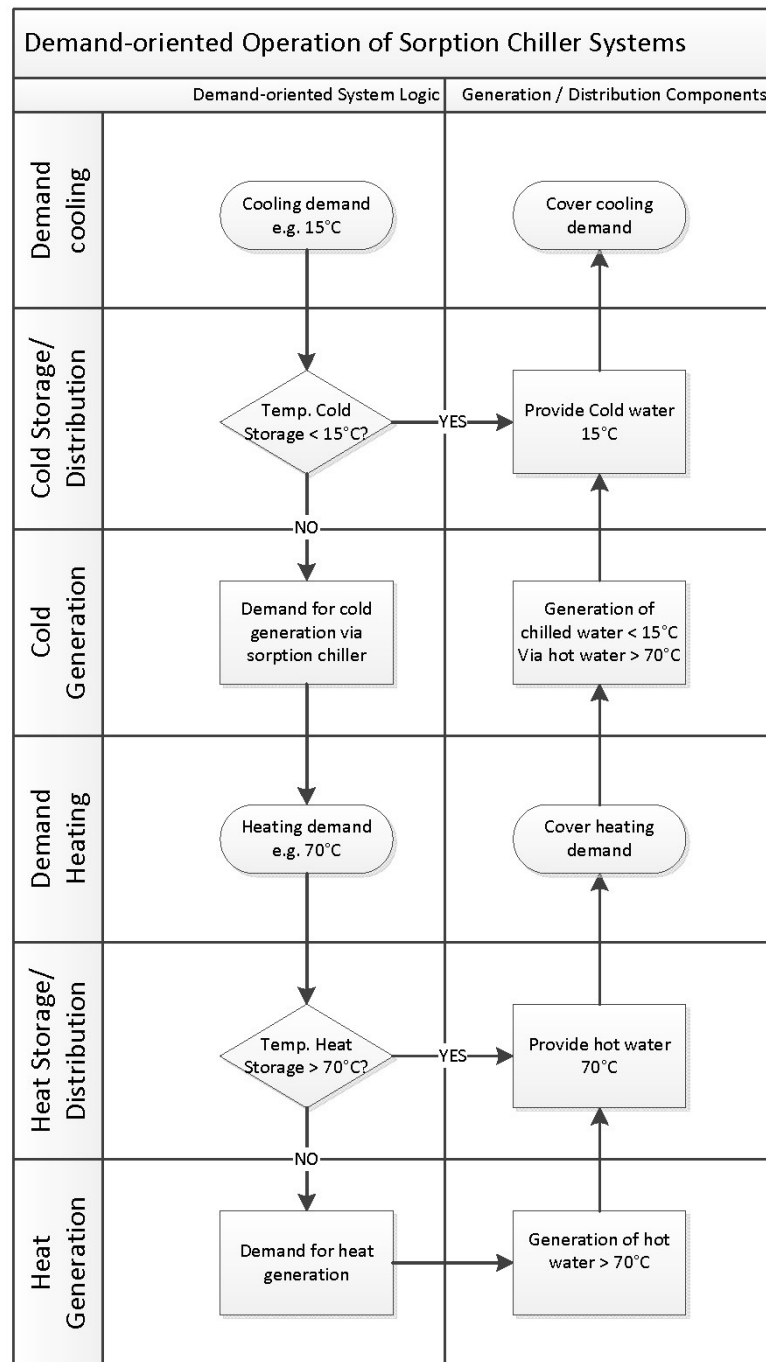 Demand-oriented Operation of Sorption Chiller Systems
Demand-oriented System Logic
Generation / Distribution Components
Demand
cooling
Cooling demand
e.g. 15°C
Cover cooling
demand
Cold Storage/
Distribution
Temp. Cold
Storage < 15°C?
YES
Provide Cold water
15°C
NO
Cold
Generation
Demand for cold
generation via
sorption chiller
Generation of
chilled water < 15°C
Via hot water > 70°C
Demand
Heating
Heating demand
e.g. 70°C
Cover heating
demand
Heat Storage/
Distribution
Temp. Heat
Storage > 70°C?
YES
Provide hot water
70°C
NO
Heat
Generation
Demand for heat
generation
Generation of hot
water > 70°C